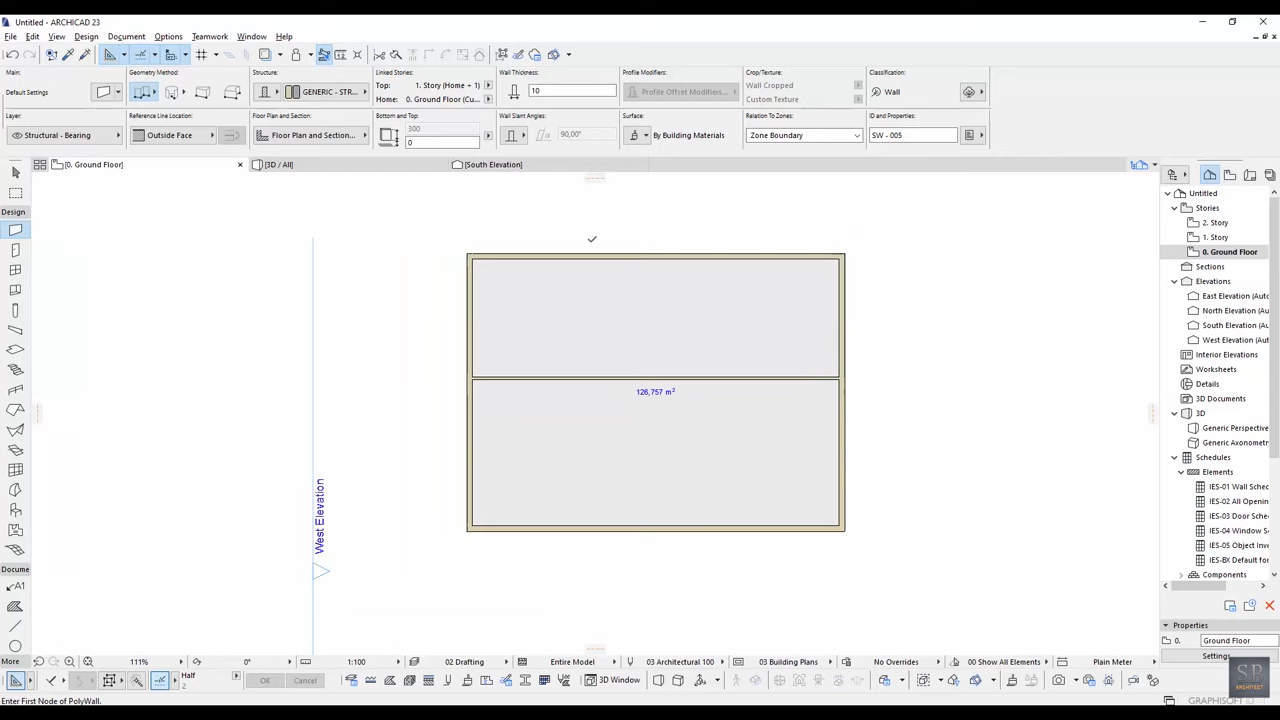 Untitled - ARCHICAD 23
File Edit View Design Document Options Teamwork Window Help
Main: Geometry Method: Structure: Linked Stories: Wall Thickness: Profile Modifiers: Crop/Texture: Classification:
Default Settings GENERIC - STR... Top: 1. Story (Home + 1) 10 Profile Offset Modifiers... Wall Cropped Wall
Home: 0. Ground Floor (Cu... Custom Texture
Layer: Reference Line Location: Floor Plan and Section: Bottom and Top: Wall Slant Angles: Surface: Relation To Zones: ID and Properties:
Structural - Bearing Outside Face Floor Plan and Section... 300 90,00° By Building Materials Zone Boundary SW - 005
0
[0. Ground Floor] [3D / All] [South Elevation]
Design
Docume
More
126,757 m²
West Elevation
Untitled
Stories
2. Story
1. Story
0. Ground Floor
Sections
Elevations
East Elevation (Au
North Elevation (Au
South Elevation (Au
West Elevation (Aut
Interior Elevations
Worksheets
Details
3D Documents
3D
Generic Perspective
Generic Axonometr
Schedules
Elements
IES-01 Wall Sched
IES-02 All Opening
IES-03 Door Sche
IES-04 Window S
IES-05 Object Inve
IES-BX Default for
Components
Properties
0. Ground Floor
Settings
111% 0° 1:100 02 Drafting Entire Model 03 Architectural 100 03 Building Plans No Overrides 00 Show All Elements Plain Meter
Half
2
OK Cancel 3D Window
Enter First Node of PolyWall.
SP
ARCHITECT
GRAPHISOFT ID